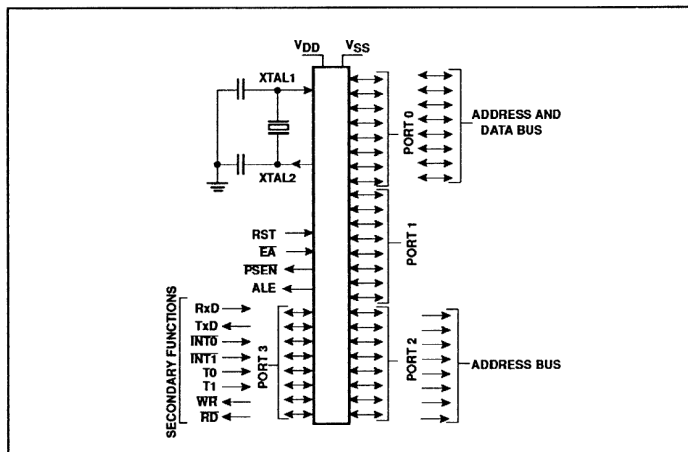 VDD VSS
XTAL1
XTAL2
PORT 0
ADDRESS AND
DATA BUS
PORT 1
RST
EA
PSEN
ALE
SECONDARY FUNCTIONS
RxD
TxD
INT0
INT1
T0
T1
WR
RD
PORT 3
PORT 2
ADDRESS BUS